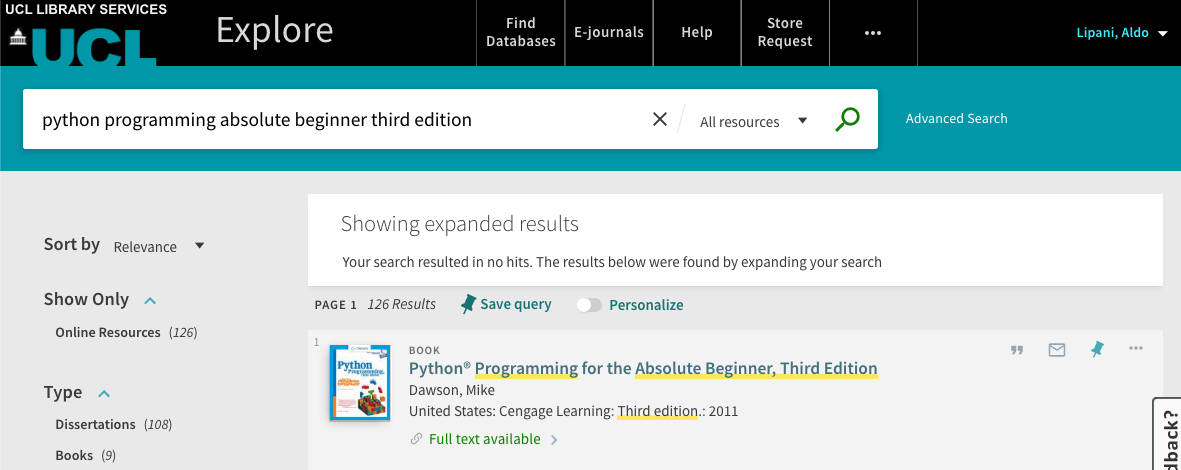 UCL LIBRARY SERVICES
UCL
Explore
Find Databases
E-journals
Help
Store Request
Lipani, Aldo
python programming absolute beginner third edition
All resources
Advanced Search
Sort by Relevance
Show Only
Online Resources (126)
Type
Dissertations (108)
Books (9)
Showing expanded results
Your search resulted in no hits. The results below were found by expanding your search
PAGE 1 126 Results Save query Personalize
1
Python
Programming
BOOK
Python® Programming for the Absolute Beginner, Third Edition
Dawson, Mike
United States: Cengage Learning: Third edition.: 2011
Full text available
dback?